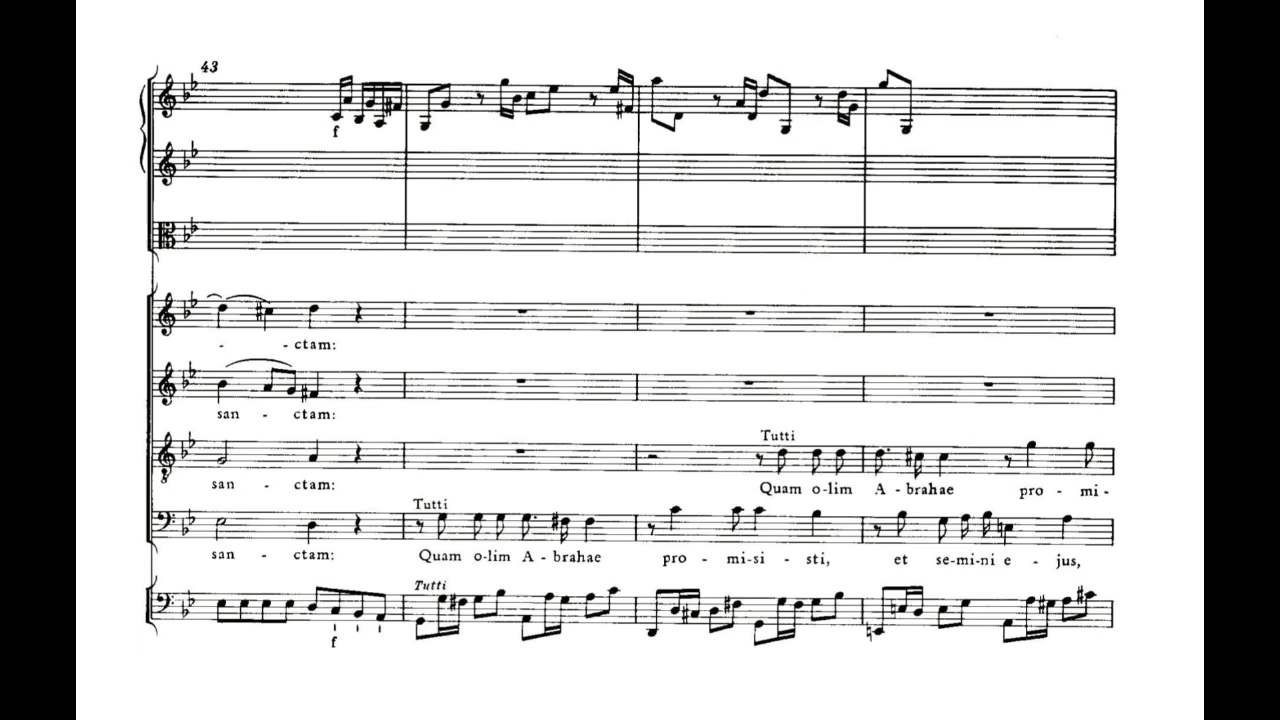 43
f
- -ctam:
san - ctam:
Tutti
san - ctam: Quam o-lim A-brahae pro - mi-
Tutti
san - ctam: Quam o-lim A-brahae pro - mi-si - sti, et se-mi-ni e - jus,
Tutti
f